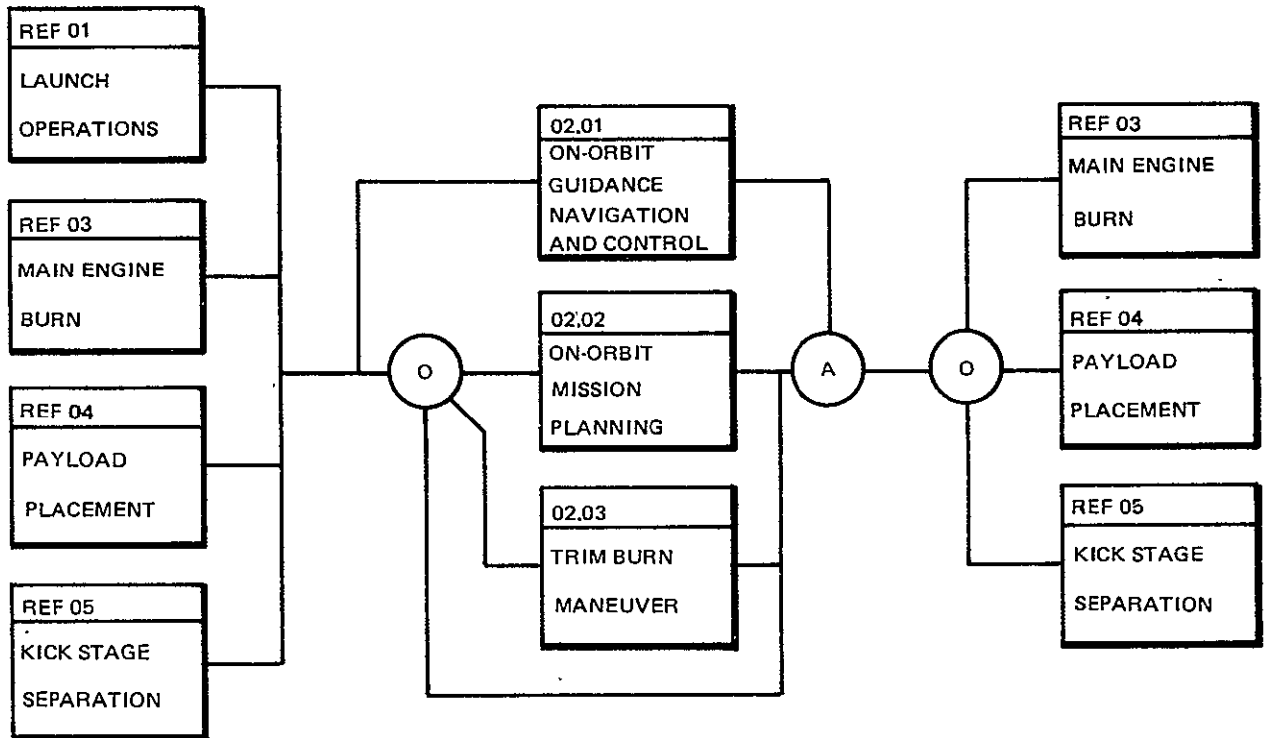 REF 01
LAUNCH
OPERATIONS
REF 03
MAIN ENGINE
BURN
REF 04
PAYLOAD
PLACEMENT
REF 05
KICK STAGE
SEPARATION
02.01
ON-ORBIT
GUIDANCE
NAVIGATION
AND CONTROL
O
02.02
ON-ORBIT
MISSION
PLANNING
02.03
TRIM BURN
MANEUVER
A
O
REF 03
MAIN ENGINE
BURN
REF 04
PAYLOAD
PLACEMENT
REF 05
KICK STAGE
SEPARATION